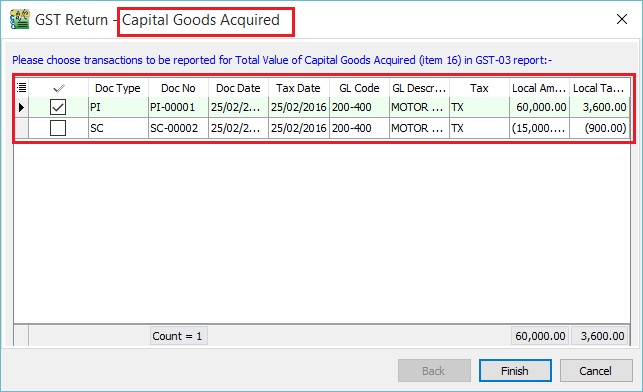 GST Return - Capital Goods Acquired
Please choose transactions to be reported for Total Value of Capital Goods Acquired (item 16) in GST-03 report:-
Doc Type Doc No Doc Date Tax Date GL Code GL Descr... Tax Local Am... Local Ta...
PI PI-00001 25/02/2... 25/02/2016 200-400 MOTOR ... TX 60,000.00 3,600.00
SC SC-00002 25/02/2... 25/02/2016 200-400 MOTOR ... TX (15,000.... (900.00)
Count = 1 60,000.00 3,600.00
Back Finish Cancel